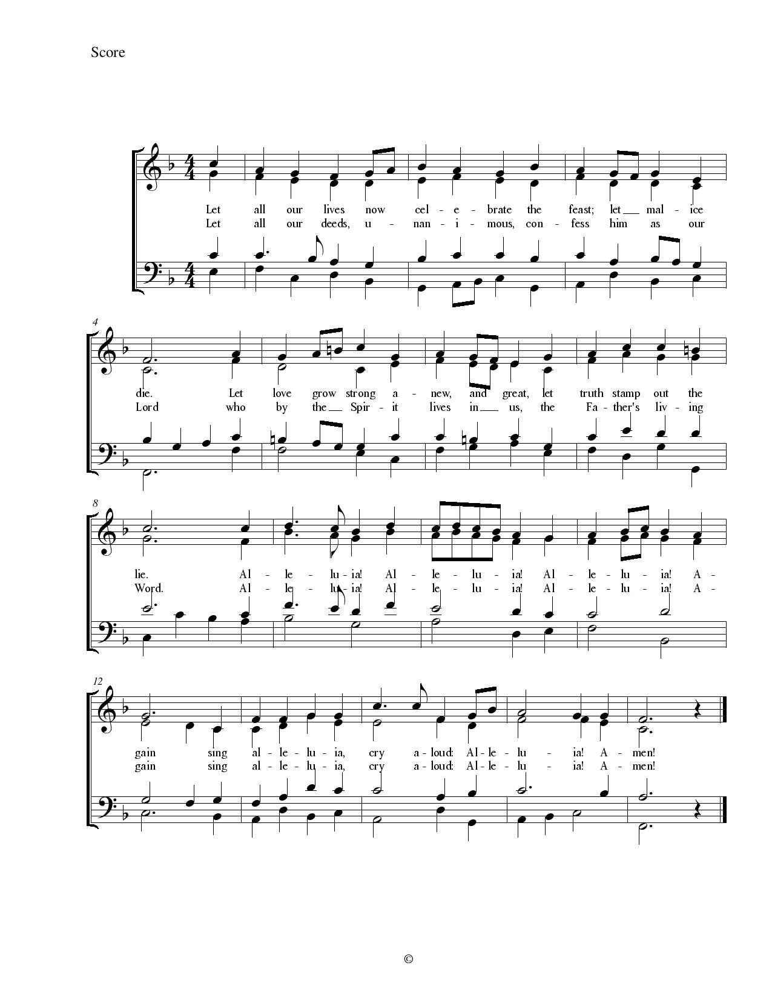 Score
Let all our lives now cel - e - brate the feast; let mal - ice
Let all our deeds, u - nan - i - mous, con - fess him as our
4
die. Let love grow strong a - new, and great, let truth stamp out the
Lord who by the Spir - it lives in us, the Fa - ther's liv - ing
8
lie. Al - le - lu - ia! Al - le - lu - ia! Al - le - lu - ia! A -
Word. Al - le - lu - ia! Al - le - lu - ia! Al - le - lu - ia! A -
12
gain sing al - le - lu - ia, cry a - loud: Al - le - lu - ia! A - men!
gain sing al - le - lu - ia, cry a - loud: Al - le - lu - ia! A - men!
©